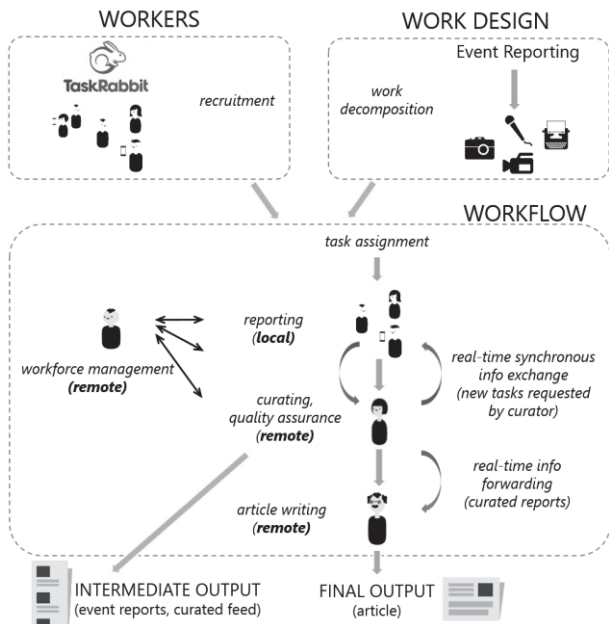 WORKERS
TaskRabbit
recruitment
WORK DESIGN
Event Reporting
work
decomposition
WORKFLOW
task assignment
workforce management
(remote)
reporting
(local)
curating,
quality assurance
(remote)
article writing
(remote)
real-time synchronous
info exchange
(new tasks requested
by curator)
real-time info
forwarding
(curated reports)
INTERMEDIATE OUTPUT
(event reports, curated feed)
FINAL OUTPUT
(article)